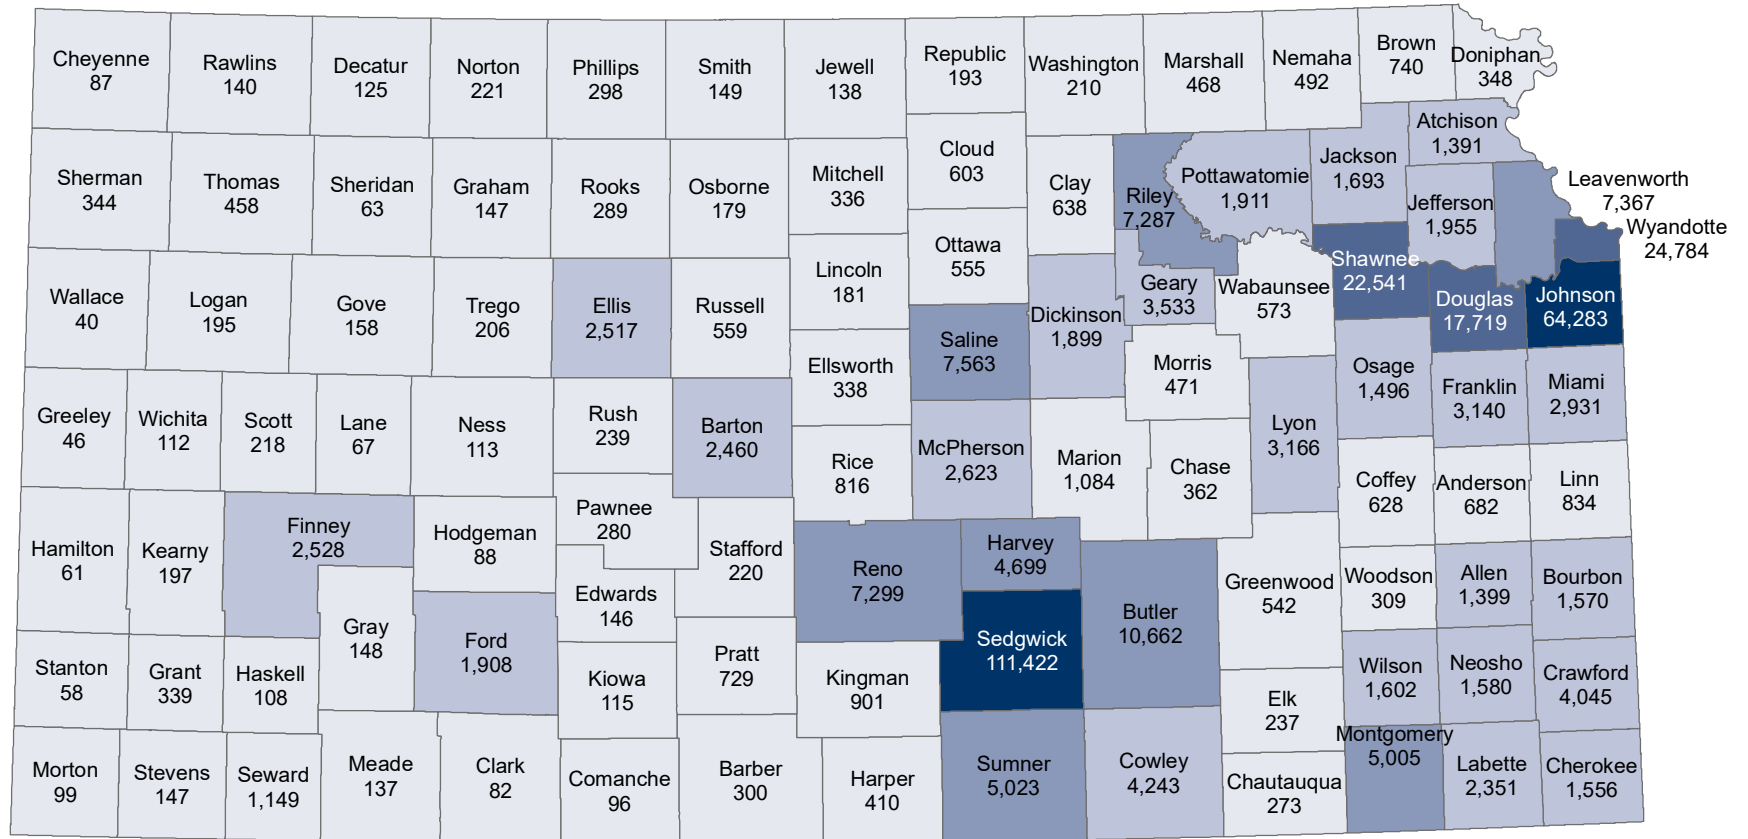 Cheyenne
87
Rawlins
140
Decatur
125
Norton
221
Phillips
298
Smith
149
Jewell
138
Republic
193
Washington
210
Marshall
468
Nemaha
492
Brown
740
Doniphan
348
Sherman
344
Thomas
458
Sheridan
63
Graham
147
Rooks
289
Osborne
179
Mitchell
336
Cloud
603
Clay
638
Riley
7,287
Pottawatomie
1,911
Jackson
1,693
Atchison
1,391
Jefferson
1,955
Leavenworth
7,367
Wyandotte
24,784
Ottawa
555
Lincoln
181
Wallace
40
Logan
195
Gove
158
Trego
206
Ellis
2,517
Russell
559
Saline
7,563
Dickinson
1,899
Geary
3,533
Wabaunsee
573
Shawnee
22,541
Douglas
17,719
Johnson
64,283
Ellsworth
338
Morris
471
Osage
1,496
Franklin
3,140
Miami
2,931
Greeley
46
Wichita
112
Scott
218
Lane
67
Ness
113
Rush
239
Barton
2,460
Rice
816
McPherson
2,623
Marion
1,084
Chase
362
Lyon
3,166
Coffey
628
Anderson
682
Linn
834
Hamilton
61
Kearny
197
Finney
2,528
Hodgeman
88
Pawnee
280
Stafford
220
Edwards
146
Reno
7,299
Harvey
4,699
Sedgwick
111,422
Butler
10,662
Greenwood
542
Woodson
309
Allen
1,399
Bourbon
1,570
Stanton
58
Grant
339
Haskell
108
Gray
148
Ford
1,908
Kiowa
115
Pratt
729
Kingman
901
Elk
237
Wilson
1,602
Neosho
1,580
Crawford
4,045
Morton
99
Stevens
147
Seward
1,149
Meade
137
Clark
82
Comanche
96
Barber
300
Harper
410
Sumner
5,023
Cowley
4,243
Chautauqua
273
Montgomery
5,005
Labette
2,351
Cherokee
1,556